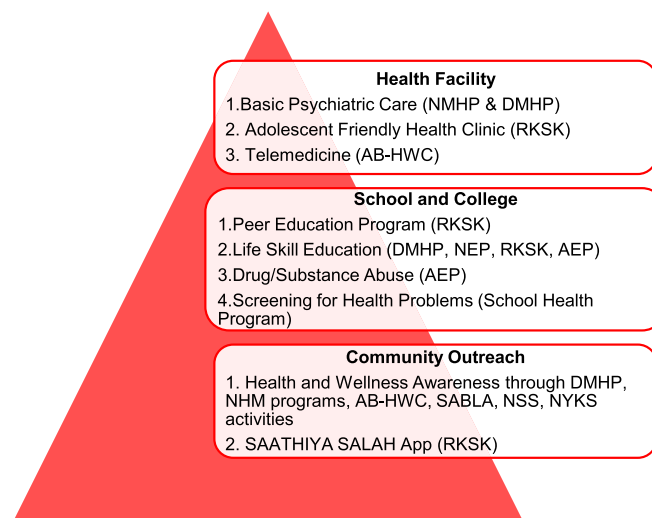 Health Facility
1.Basic Psychiatric Care (NMHP & DMHP)
2. Adolescent Friendly Health Clinic (RKSK)
3. Telemedicine (AB-HWC)
School and College
1.Peer Education Program (RKSK)
2.Life Skill Education (DMHP, NEP, RKSK, AEP)
3.Drug/Substance Abuse (AEP)
4.Screening for Health Problems (School Health
Program)
Community Outreach
1. Health and Wellness Awareness through DMHP,
NHM programs, AB-HWC, SABLA, NSS, NYKS
activities
2. SAATHIYA SALAH App (RKSK)